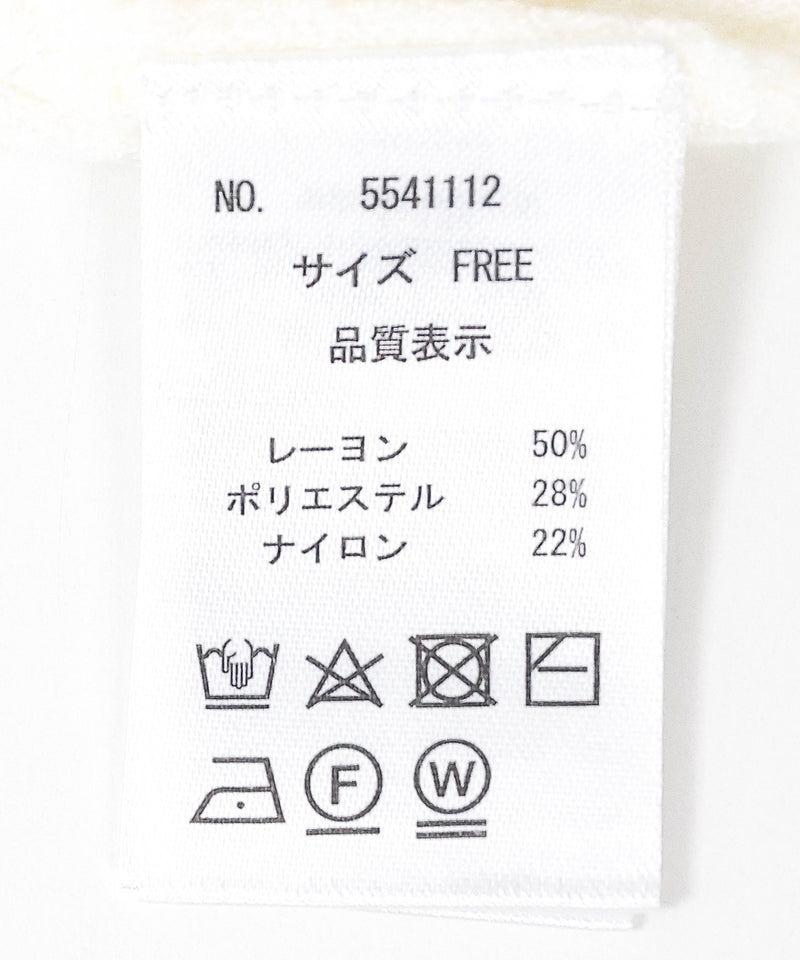 NO. 5541112
サイズ FREE
品質表示
レーヨン 50%
ポリエステル 28%
ナイロン 22%
F W